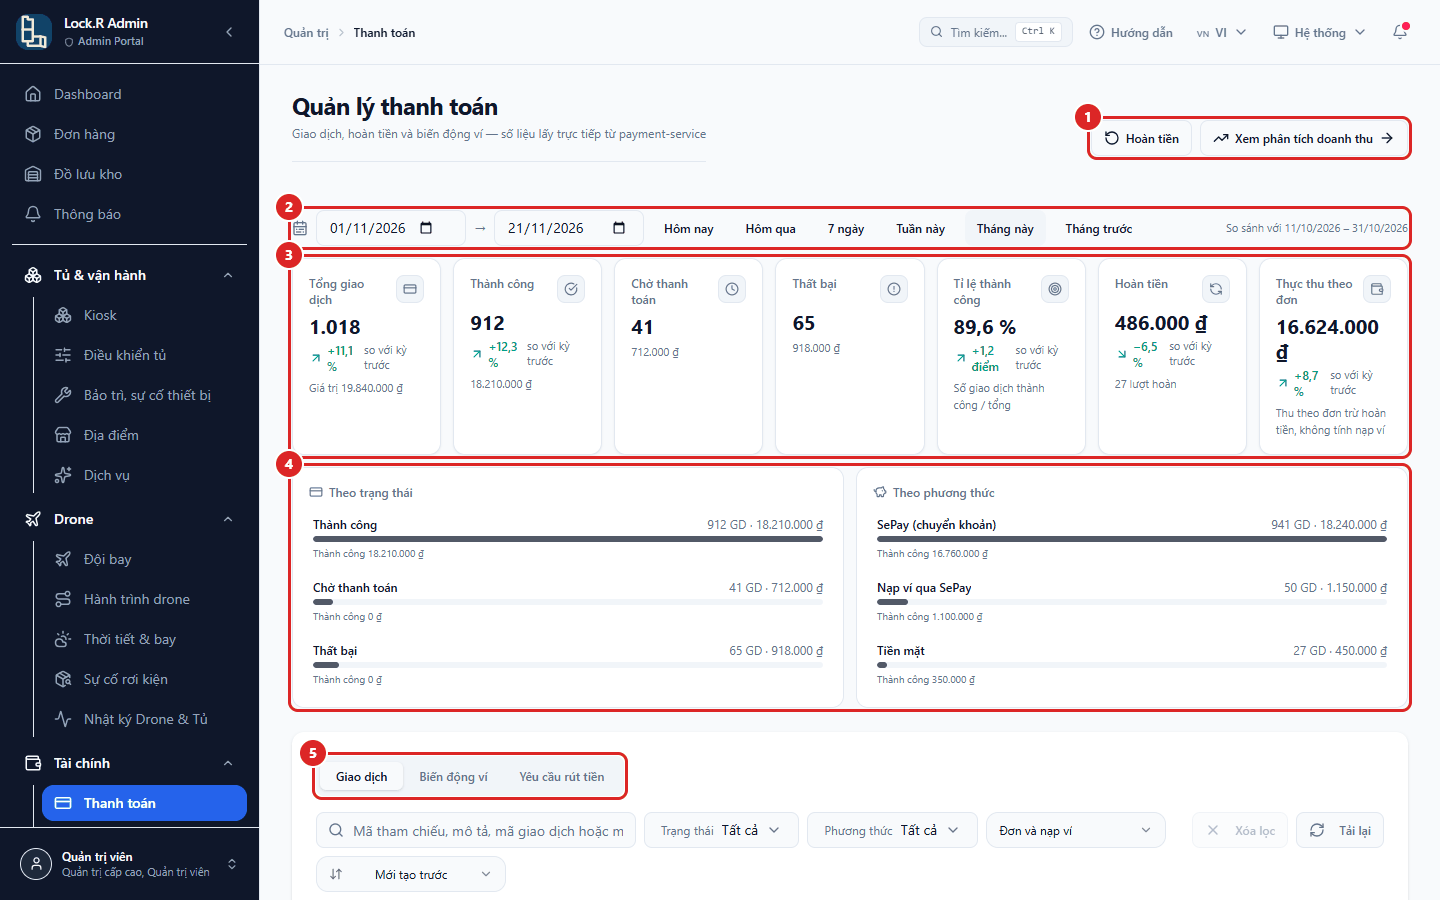 Lock.R Admin
Admin Portal
Dashboard
Đơn hàng
Đồ lưu kho
Thông báo
Tủ & vận hành
Kiosk
Điều khiển tủ
Bảo trì, sự cố thiết bị
Địa điểm
Dịch vụ
Drone
Đội bay
Hành trình drone
Thời tiết & bay
Sự cố rơi kiện
Nhật ký Drone & Tủ
Tài chính
Thanh toán
Quản trị viên
Quản trị cấp cao, Quản trị viên
Quản trị > Thanh toán
Tìm kiếm... Ctrl K
Hướng dẫn
VN VI
Hệ thống
Quản lý thanh toán
Giao dịch, hoàn tiền và biến động ví — số liệu lấy trực tiếp từ payment-service
1
Hoàn tiền
Xem phân tích doanh thu →
2
01/11/2026 → 21/11/2026
Hôm nay
Hôm qua
7 ngày
Tuần này
Tháng này
Tháng trước
So sánh với 11/10/2026 – 31/10/2026
3
Tổng giao
dịch
1.018
+11,1
%
so với kỳ
trước
Giá trị 19.840.000 ₫
Thành công
912
+12,3
%
so với kỳ
trước
18.210.000 ₫
Chờ thanh
toán
41
712.000 ₫
Thất bại
65
918.000 ₫
Tỉ lệ thành
công
89,6 %
+1,2
điểm
so với kỳ
trước
Số giao dịch thành
công / tổng
Hoàn tiền
486.000 ₫
−6,5
%
so với kỳ
trước
27 lượt hoàn
Thực thu theo
đơn
16.624.000
₫
+8,7
%
so với kỳ
trước
Thu theo đơn trừ hoàn
tiền, không tính nạp ví
4
Theo trạng thái
Thành công 912 GD · 18.210.000 ₫
Thành công 18.210.000 ₫
Chờ thanh toán 41 GD · 712.000 ₫
Thành công 0 ₫
Thất bại 65 GD · 918.000 ₫
Thành công 0 ₫
Theo phương thức
SePay (chuyển khoản) 941 GD · 18.240.000 ₫
Thành công 16.760.000 ₫
Nạp ví qua SePay 50 GD · 1.150.000 ₫
Thành công 1.100.000 ₫
Tiền mặt 27 GD · 450.000 ₫
Thành công 350.000 ₫
5
Giao dịch
Biến động ví
Yêu cầu rút tiền
Mã tham chiếu, mô tả, mã giao dịch hoặc m
Trạng thái Tất cả
Phương thức Tất cả
Đơn và nạp ví
Xóa lọc
Tải lại
Mới tạo trước